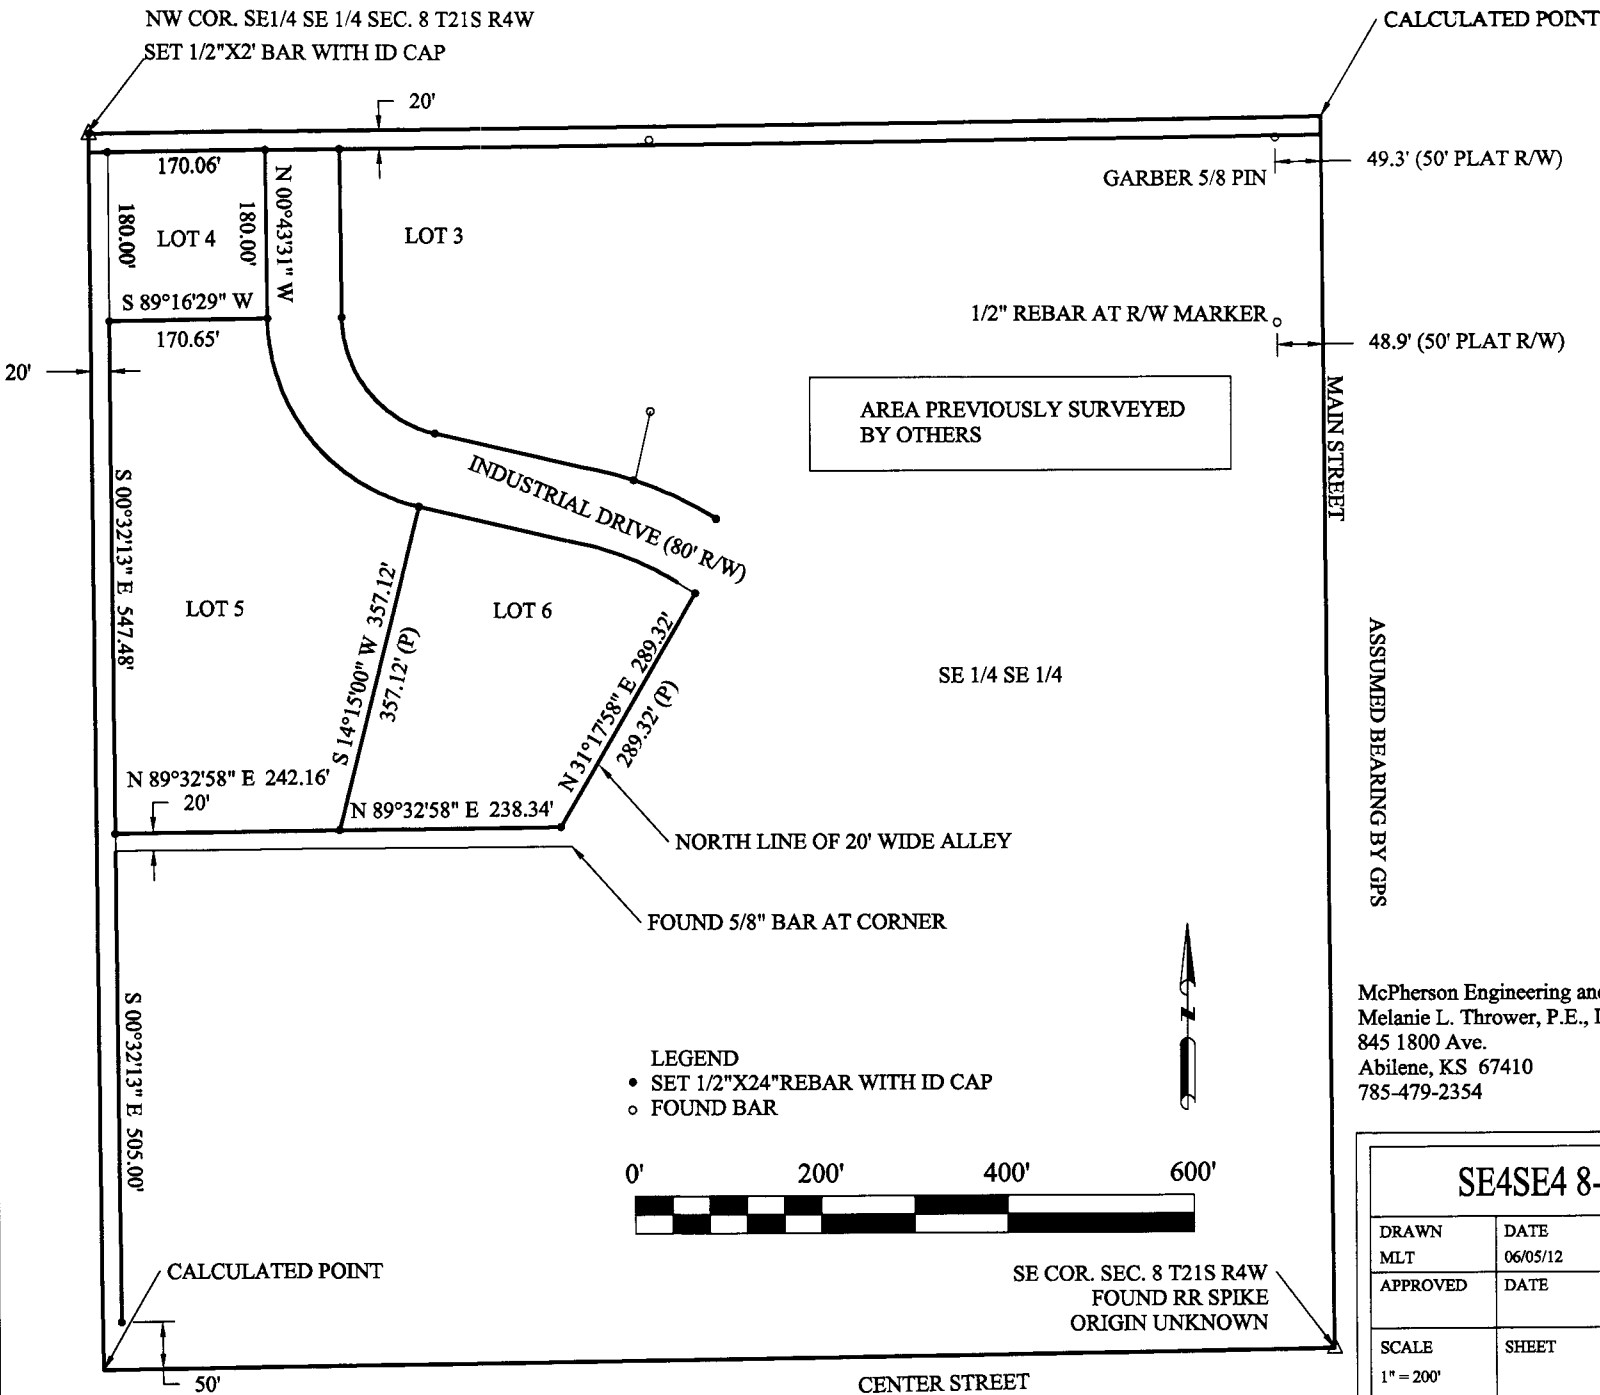 NW COR. SE1/4 SE 1/4 SEC. 8 T21S R4W
SET 1/2"X2' BAR WITH ID CAP
CALCULATED POINT
20'
170.06'
180.00'
LOT 4
180.00'
N 00°43'31" W
LOT 3
GARBER 5/8 PIN
49.3' (50' PLAT R/W)
S 89°16'29" W
170.65'
1/2" REBAR AT R/W MARKER
48.9' (50' PLAT R/W)
20'
AREA PREVIOUSLY SURVEYED
BY OTHERS
MAIN STREET
INDUSTRIAL DRIVE (80' R/W)
S 00°32'13" E 547.48'
LOT 5
S 14°15'00" W 357.12'
357.12' (P)
LOT 6
N 31°17'58" E 289.32'
289.32' (P)
SE 1/4 SE 1/4
ASSUMED BEARING BY GPS
N 89°32'58" E 242.16'
20'
N 89°32'58" E 238.34'
NORTH LINE OF 20' WIDE ALLEY
FOUND 5/8" BAR AT CORNER
S 00°32'13" E 505.00'
N
McPherson Engineering and
Melanie L. Thrower, P.E.,
845 1800 Ave.
Abilene, KS 67410
785-479-2354
LEGEND
SET 1/2"X24"REBAR WITH ID CAP
FOUND BAR
0' 200' 400' 600'
SE4SE4 8-
DRAWN DATE
MLT 06/05/12
APPROVED DATE
SCALE SHEET
1" = 200'
CALCULATED POINT
SE COR. SEC. 8 T21S R4W
FOUND RR SPIKE
ORIGIN UNKNOWN
50'
CENTER STREET